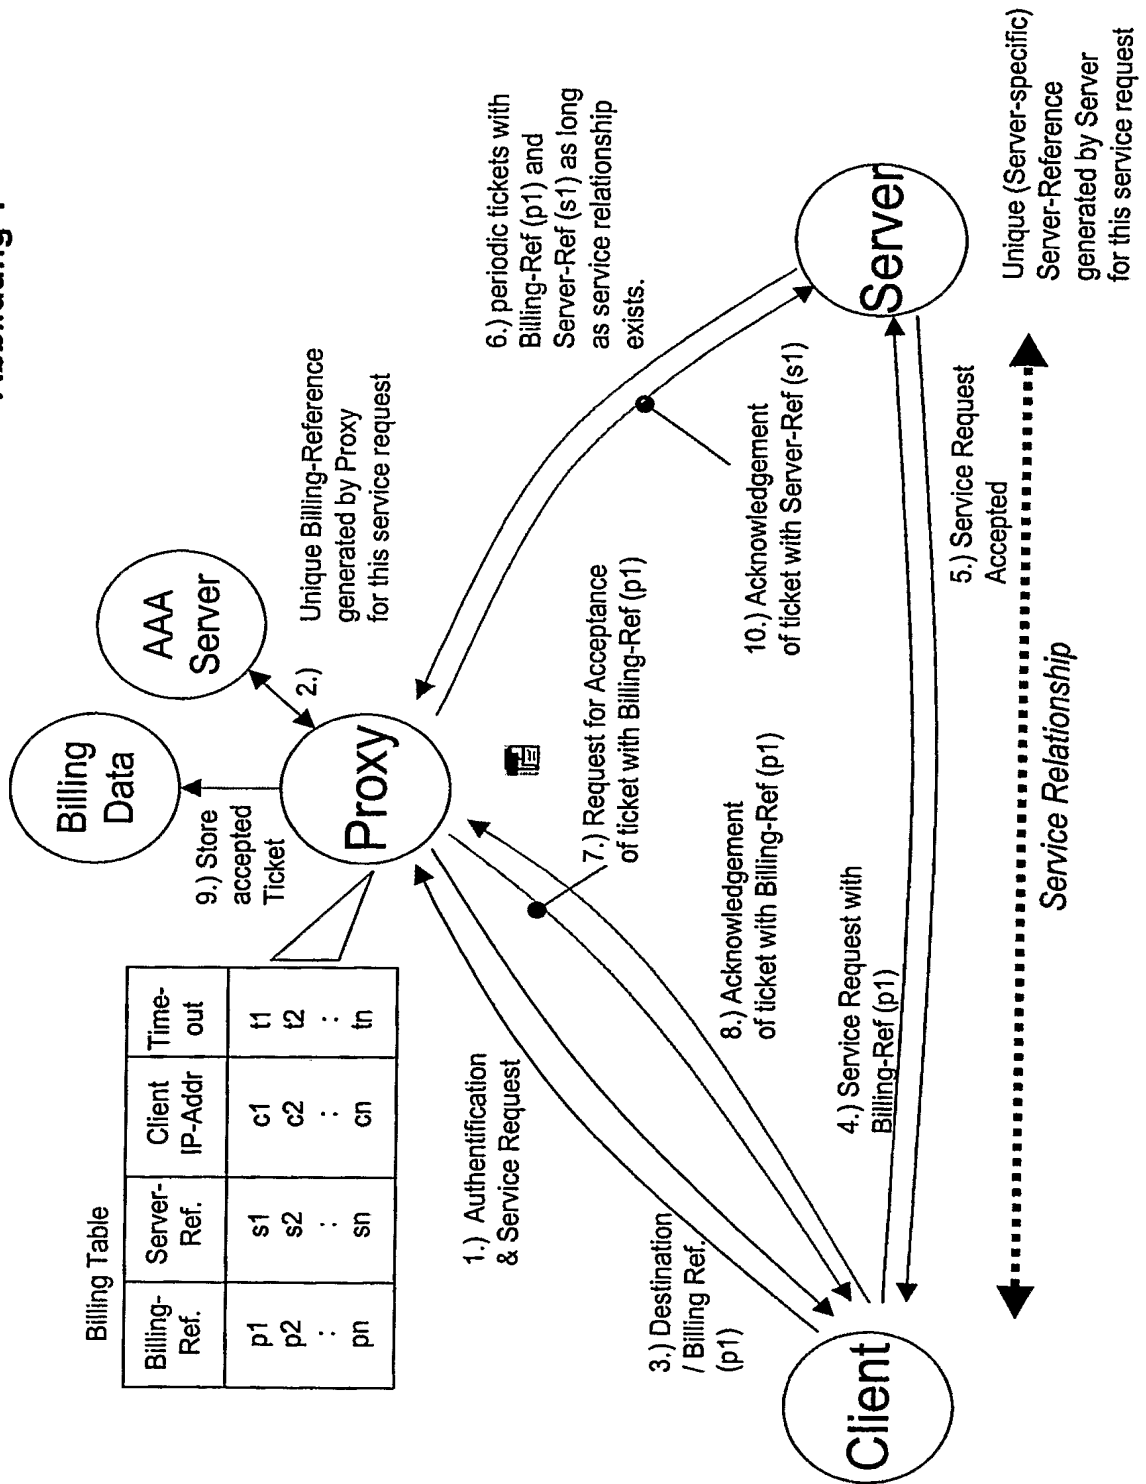 Billing Table
Billing-
Ref.
Server-
Ref.
Client
IP-Addr
Time-
out
p1
s1
c1
t1
p2
s2
c2
t2
:
:
:
:
pn
sn
cn
tn
Billing
Data
AAA
Server
9.) Store
accepted
Ticket
2.)
Proxy
Unique Billing-Reference
generated by Proxy
for this service request
1.) Authentification
& Service Request
6.) periodic tickets with
Billing-Ref (p1) and
Server-Ref (s1) as long
as service relationship
exists.
7.) Request for Acceptance
of ticket with Billing-Ref (p1)
3.) Destination
/ Billing Ref.
(p1)
8.) Acknowledgement
of ticket with Billing-Ref (p1)
10.) Acknowledgement
of ticket with Server-Ref (s1)
4.) Service Request with
Billing-Ref (p1)
Client
Server
5.) Service Request
Accepted
Service Relationship
Unique (Server-specific)
Server-Reference
generated by Server
for this service request